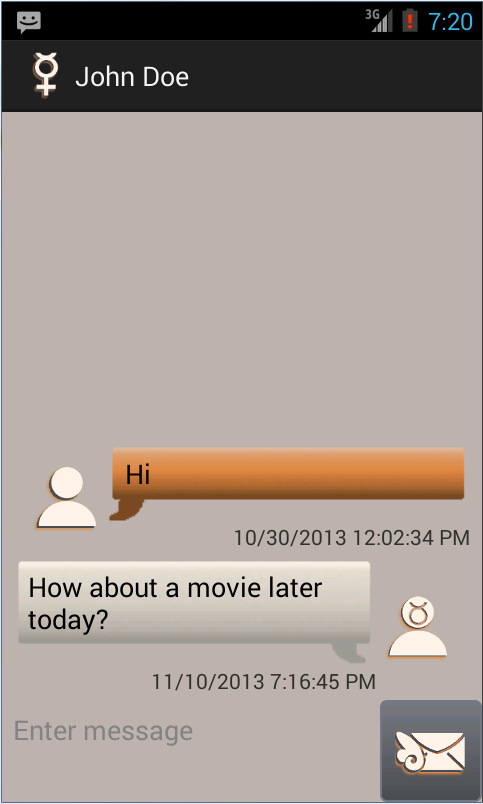 3G
7:20
John Doe
Hi
10/30/2013 12:02:34 PM
How about a movie later
today?
11/10/2013 7:16:45 PM
Enter message